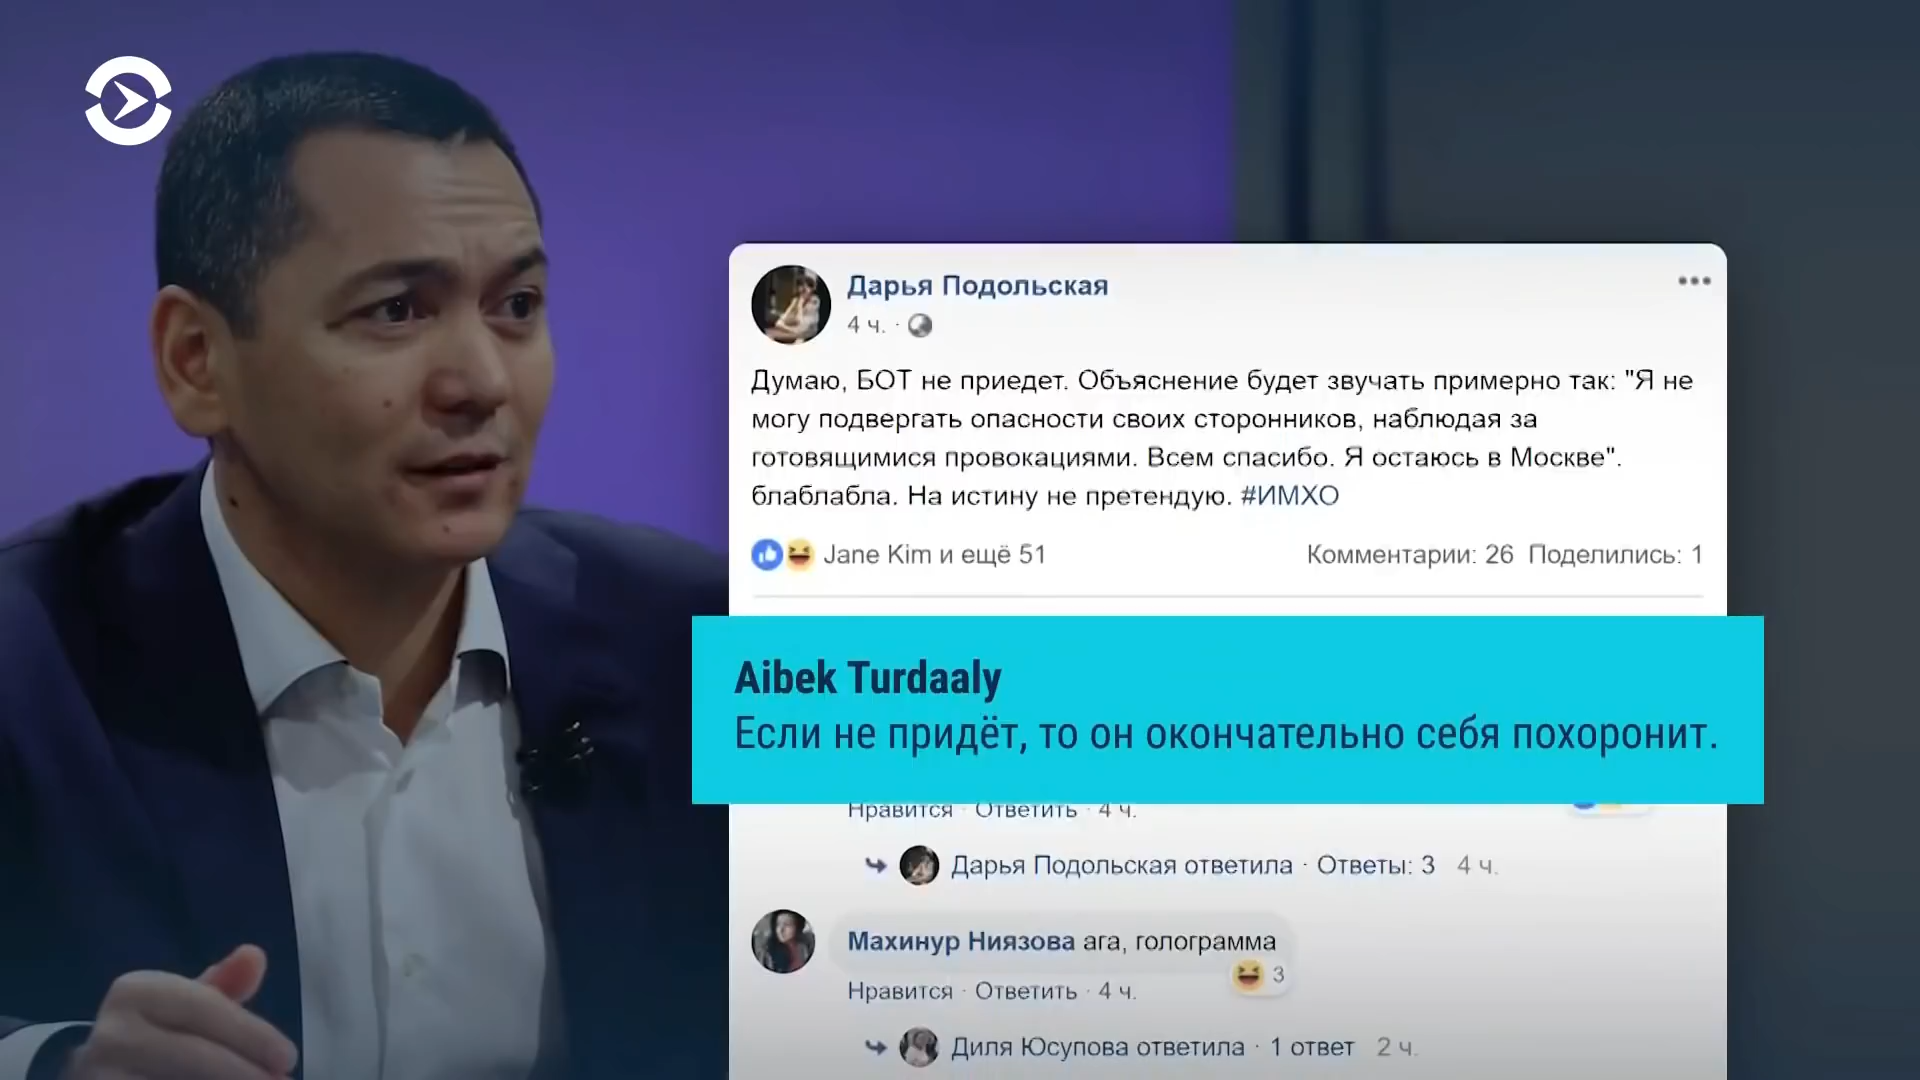 Дарья Подольская
4 ч. ·
Думаю, БОТ не приедет. Объяснение будет звучать примерно так: "Я не
могу подвергать опасности своих сторонников, наблюдая за
готовящимися провокациями. Всем спасибо. Я остаюсь в Москве".
блаблабла. На истину не претендую. #ИМХО
Jane Kim и ещё 51 Комментарии: 26 Поделились: 1
Aibek Turdaaly
Если не придёт, то он окончательно себя похоронит.
Нравится · Ответить · 4 ч.
Дарья Подольская ответила · Ответы: 3 4 ч.
Махинур Ниязова ага, голограмма
3
Нравится · Ответить · 4 ч.
Диля Юсупова ответила · 1 ответ 2 ч.